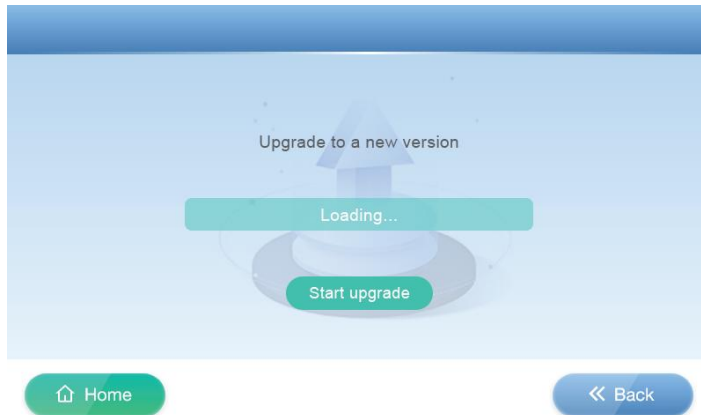 Upgrade to a new version
Loading...
Start upgrade
Home
Back